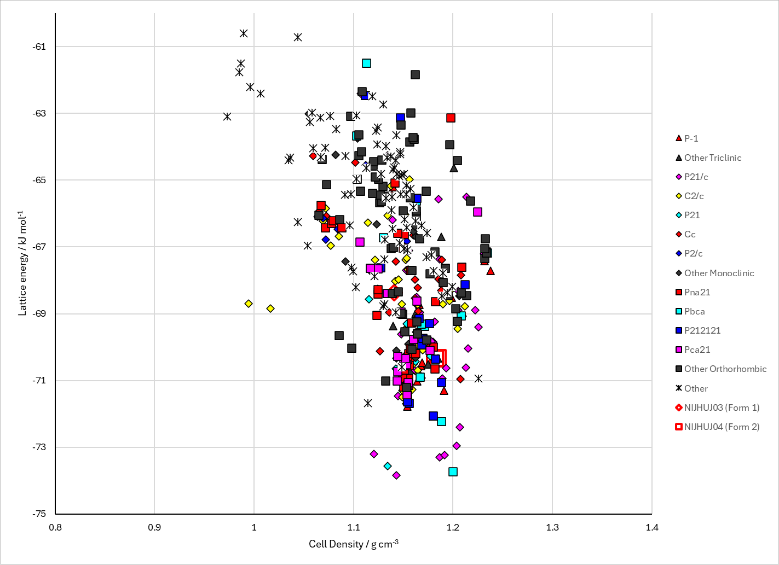 -61
-63
-65
-67
-69
-71
-73
-75
Lattice energy / kJ mol⁻¹
0.8 0.9 1 1.1 1.2 1.3 1.4
Cell Density / g cm⁻³
P-1
Other Triclinic
P21/c
C2/c
P21
Cc
P2/c
Other Monoclinic
Pna21
Pbca
P212121
Pca21
Other Orthorhombic
Other
NIJHUJ03 (Form 1)
NIJHUJ04 (Form 2)